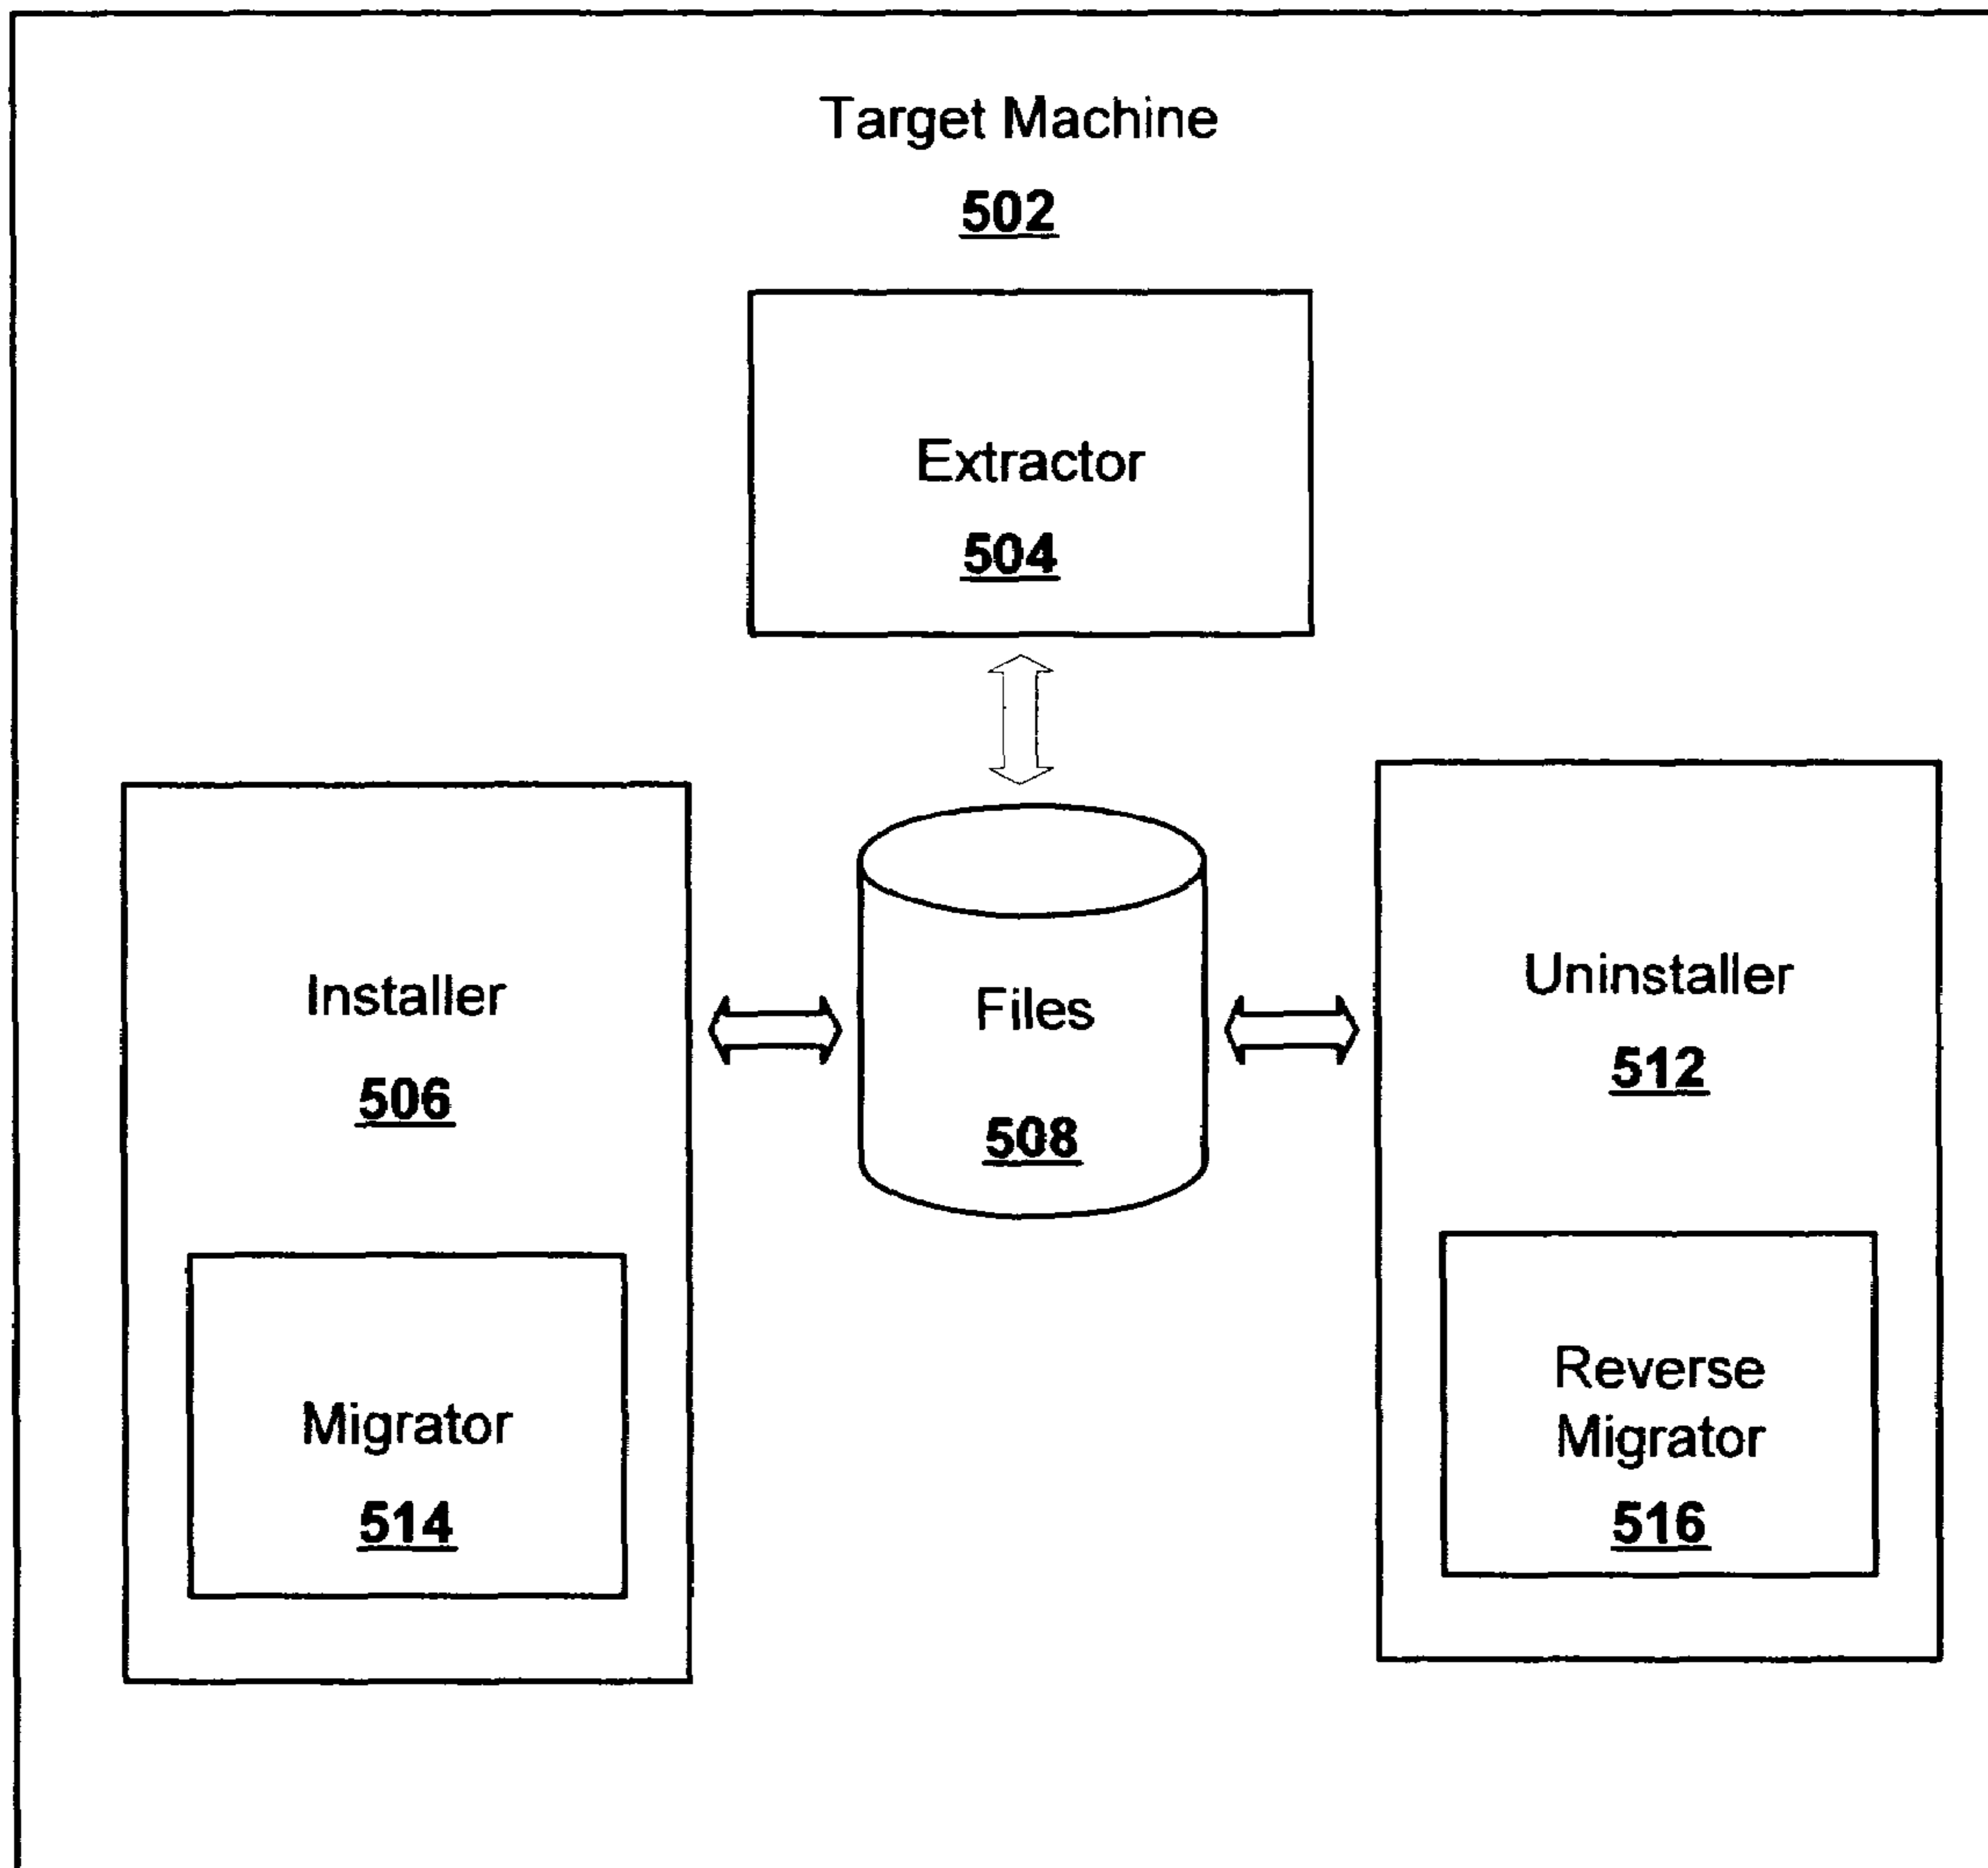 Target Machine
502
Extractor
504
Installer
506
Files
508
Uninstaller
512
Migrator
514
Reverse
Migrator
516